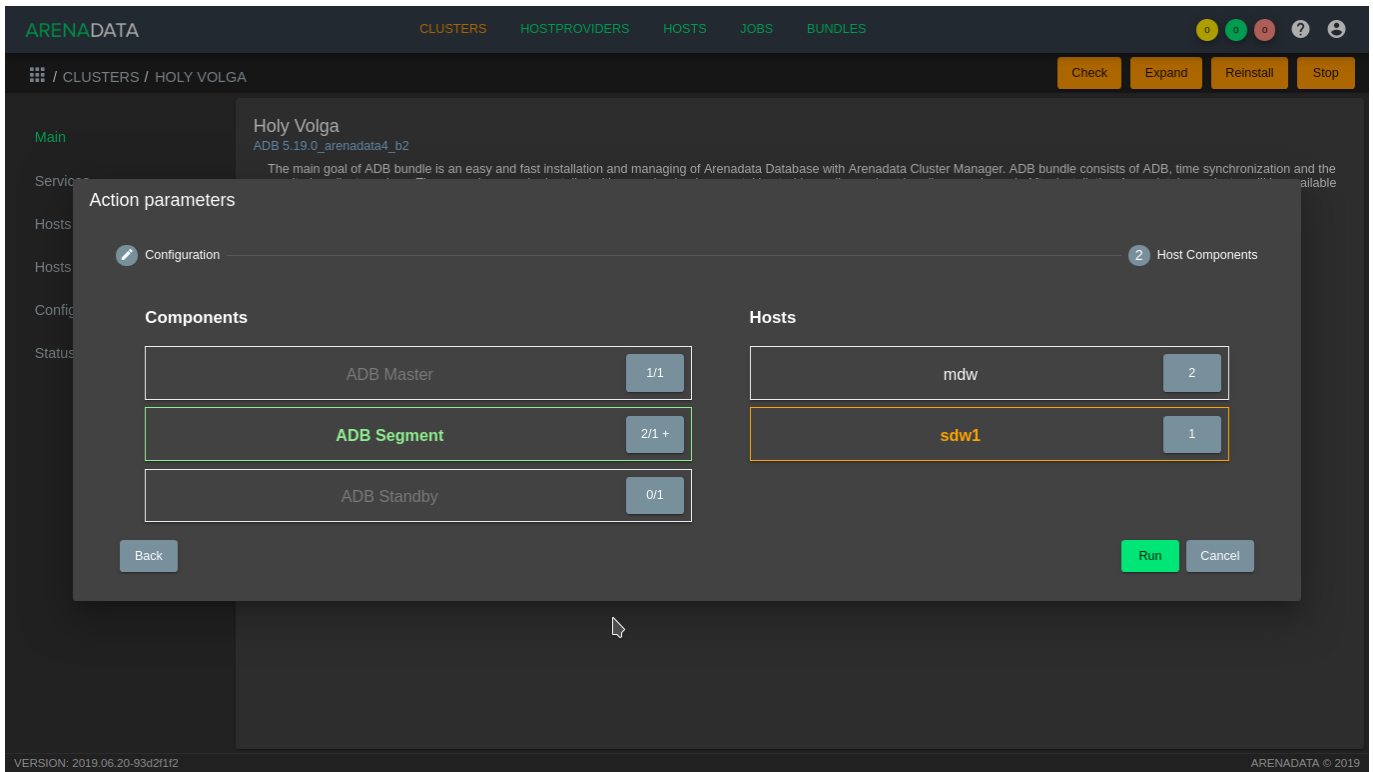 ARENADATA
CLUSTERS HOSTPROVIDERS HOSTS JOBS BUNDLES
0 0 0 ?
/ CLUSTERS / HOLY VOLGA
Check Expand Reinstall Stop
Main
Services
Hosts
Hosts
Config
Status
Holy Volga
ADB 5.19.0_arenadata4_b2
The main goal of ADB bundle is an easy and fast installation and managing of Arenadata Database with Arenadata Cluster Manager. ADB bundle consists of ADB, time synchronization and the
Action parameters
Configuration
2 Host Components
Components
ADB Master 1/1
ADB Segment 2/1 +
ADB Standby 0/1
Hosts
mdw 2
sdw1 1
Back
Run Cancel
VERSION: 2019.06.20-93d2f1f2
ARENADATA © 2019